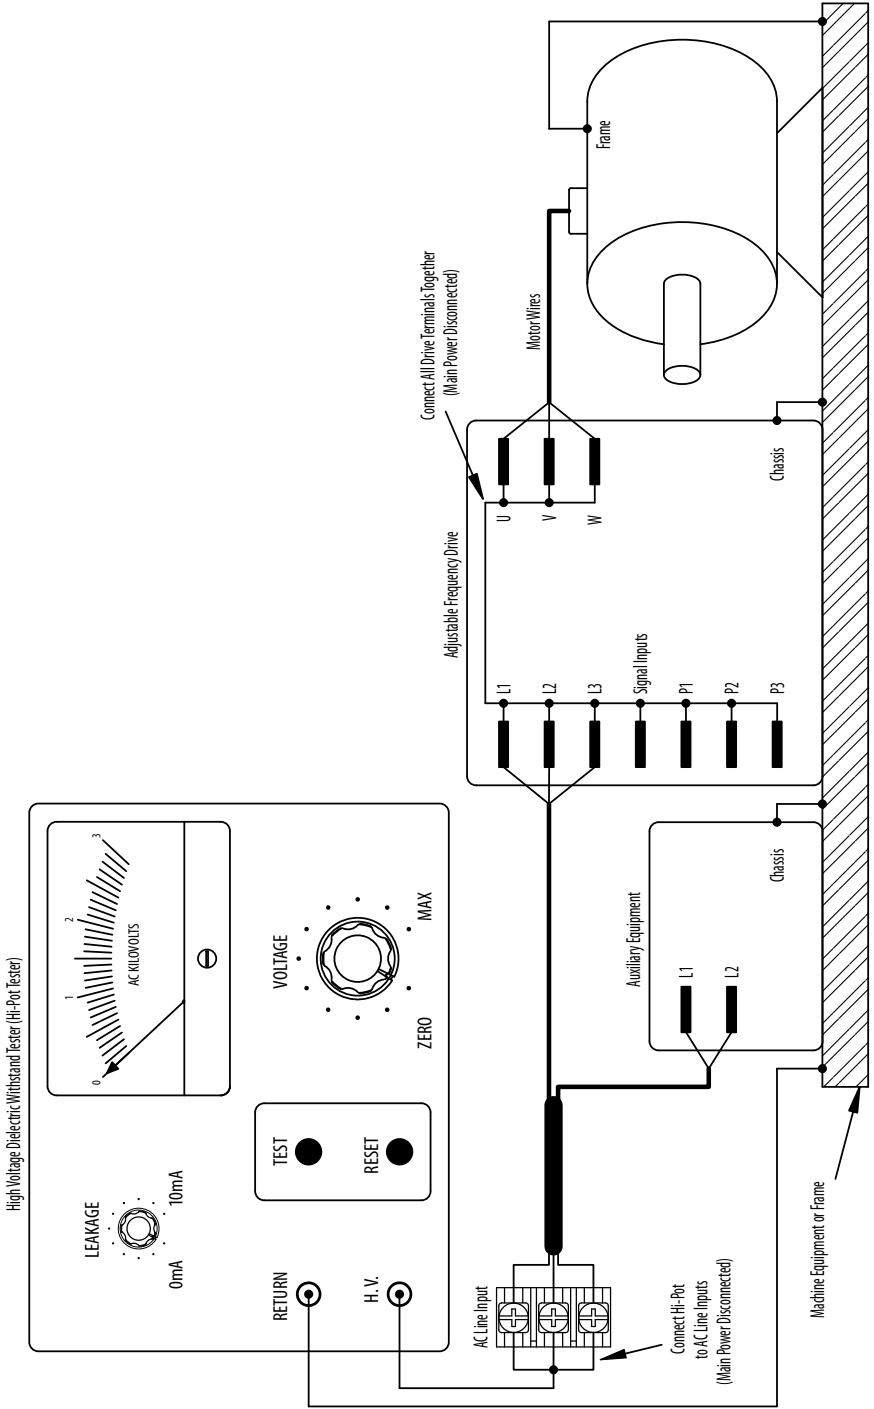 High Voltage Dielectric Withstand Tester (Hi-Pot Tester)
LEAKAGE
0mA
10mA
0
1
2
3
AC KILOVOLTS
RETURN
H. V.
TEST
RESET
VOLTAGE
ZERO
MAX
AC Line Input
Connect Hi-Pot
to AC Line Inputs
(Main Power Disconnected)
Auxiliary Equipment
L1
L2
Chassis
Adjustable Frequency Drive
L1
L2
L3
Signal Inputs
P1
P2
P3
U
V
W
Chassis
Connect All Drive Terminals Together
(Main Power Disconnected)
Motor Wires
Frame
Machine Equipment or Frame